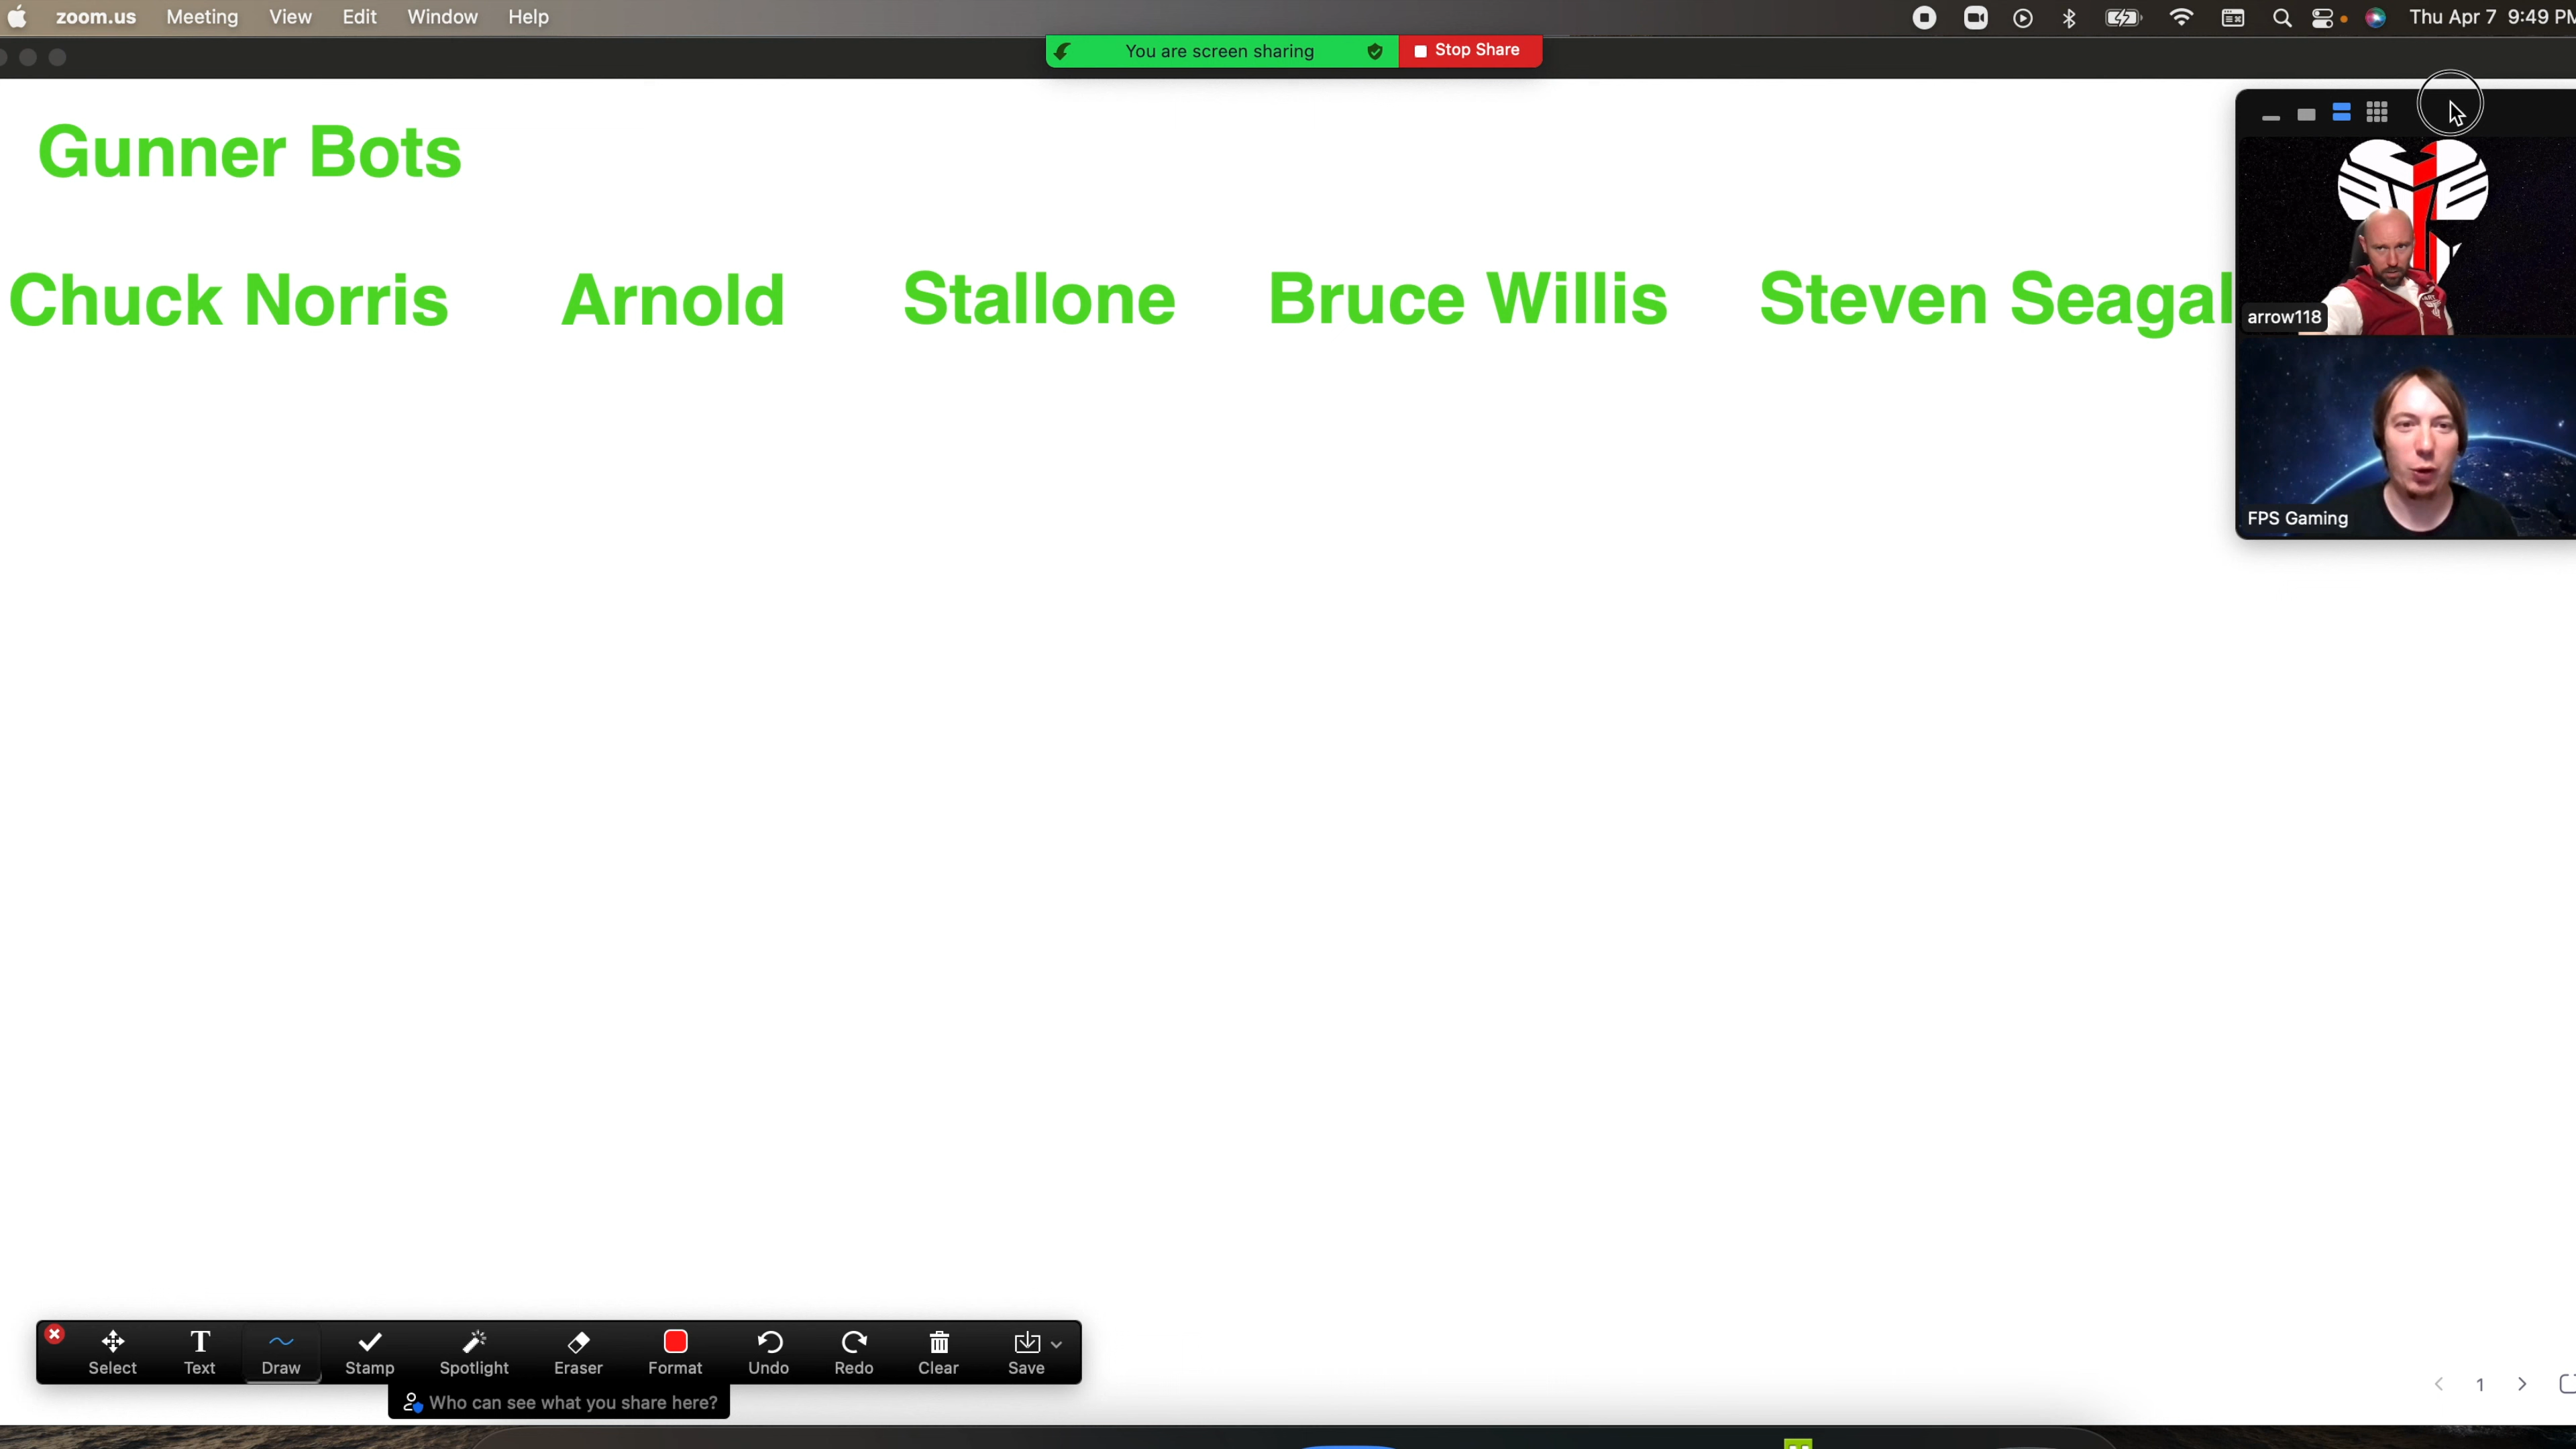 zoom.us Meeting View Edit Window Help Thu Apr 7 9:49 PM
You are screen sharing Stop Share
Gunner Bots
Chuck Norris Arnold Stallone Bruce Willis Steven Seagal
arrow118
FPS Gaming
Select Text Draw Stamp Spotlight Eraser Format Undo Redo Clear Save
Who can see what you share here?
1